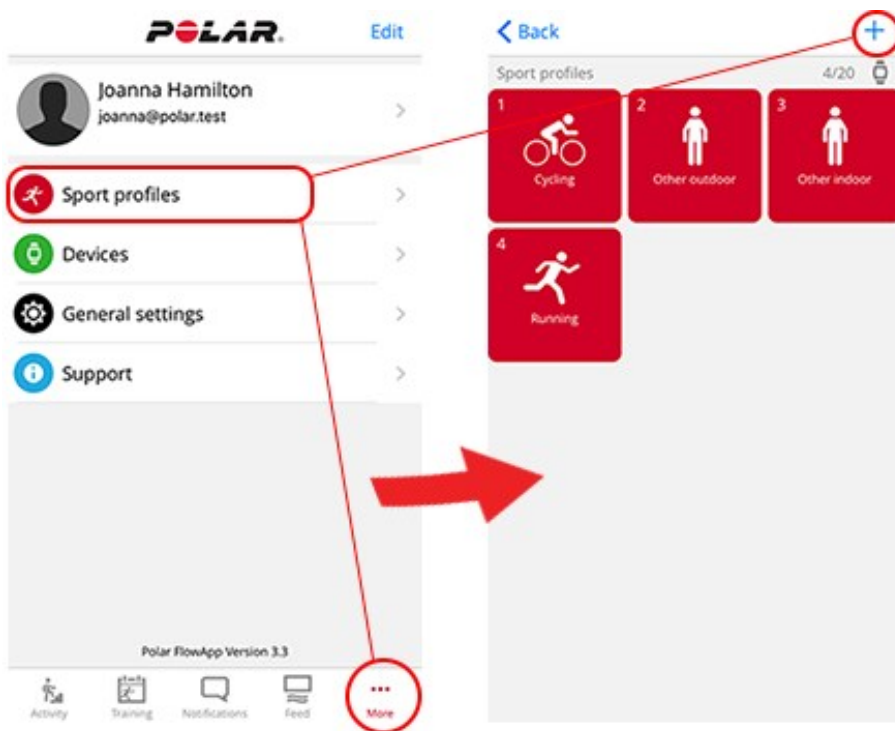 POLAR.
Edit
Joanna Hamilton
joanna@polar.test
Sport profiles
Devices
General settings
Support
Polar FlowApp Version 3.3
Activity
Training
Notifications
Feed
More
Back
Sport profiles
4/20
1
Cycling
2
Other outdoor
3
Other indoor
4
Running